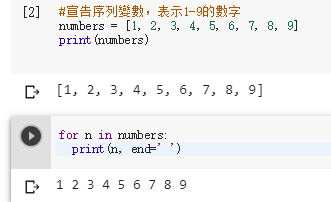 [2]
#宣告序列變數，表示1-9的數字
numbers = [1, 2, 3, 4, 5, 6, 7, 8, 9]
print(numbers)
[1, 2, 3, 4, 5, 6, 7, 8, 9]
for n in numbers:
  print(n, end=' ')
1 2 3 4 5 6 7 8 9